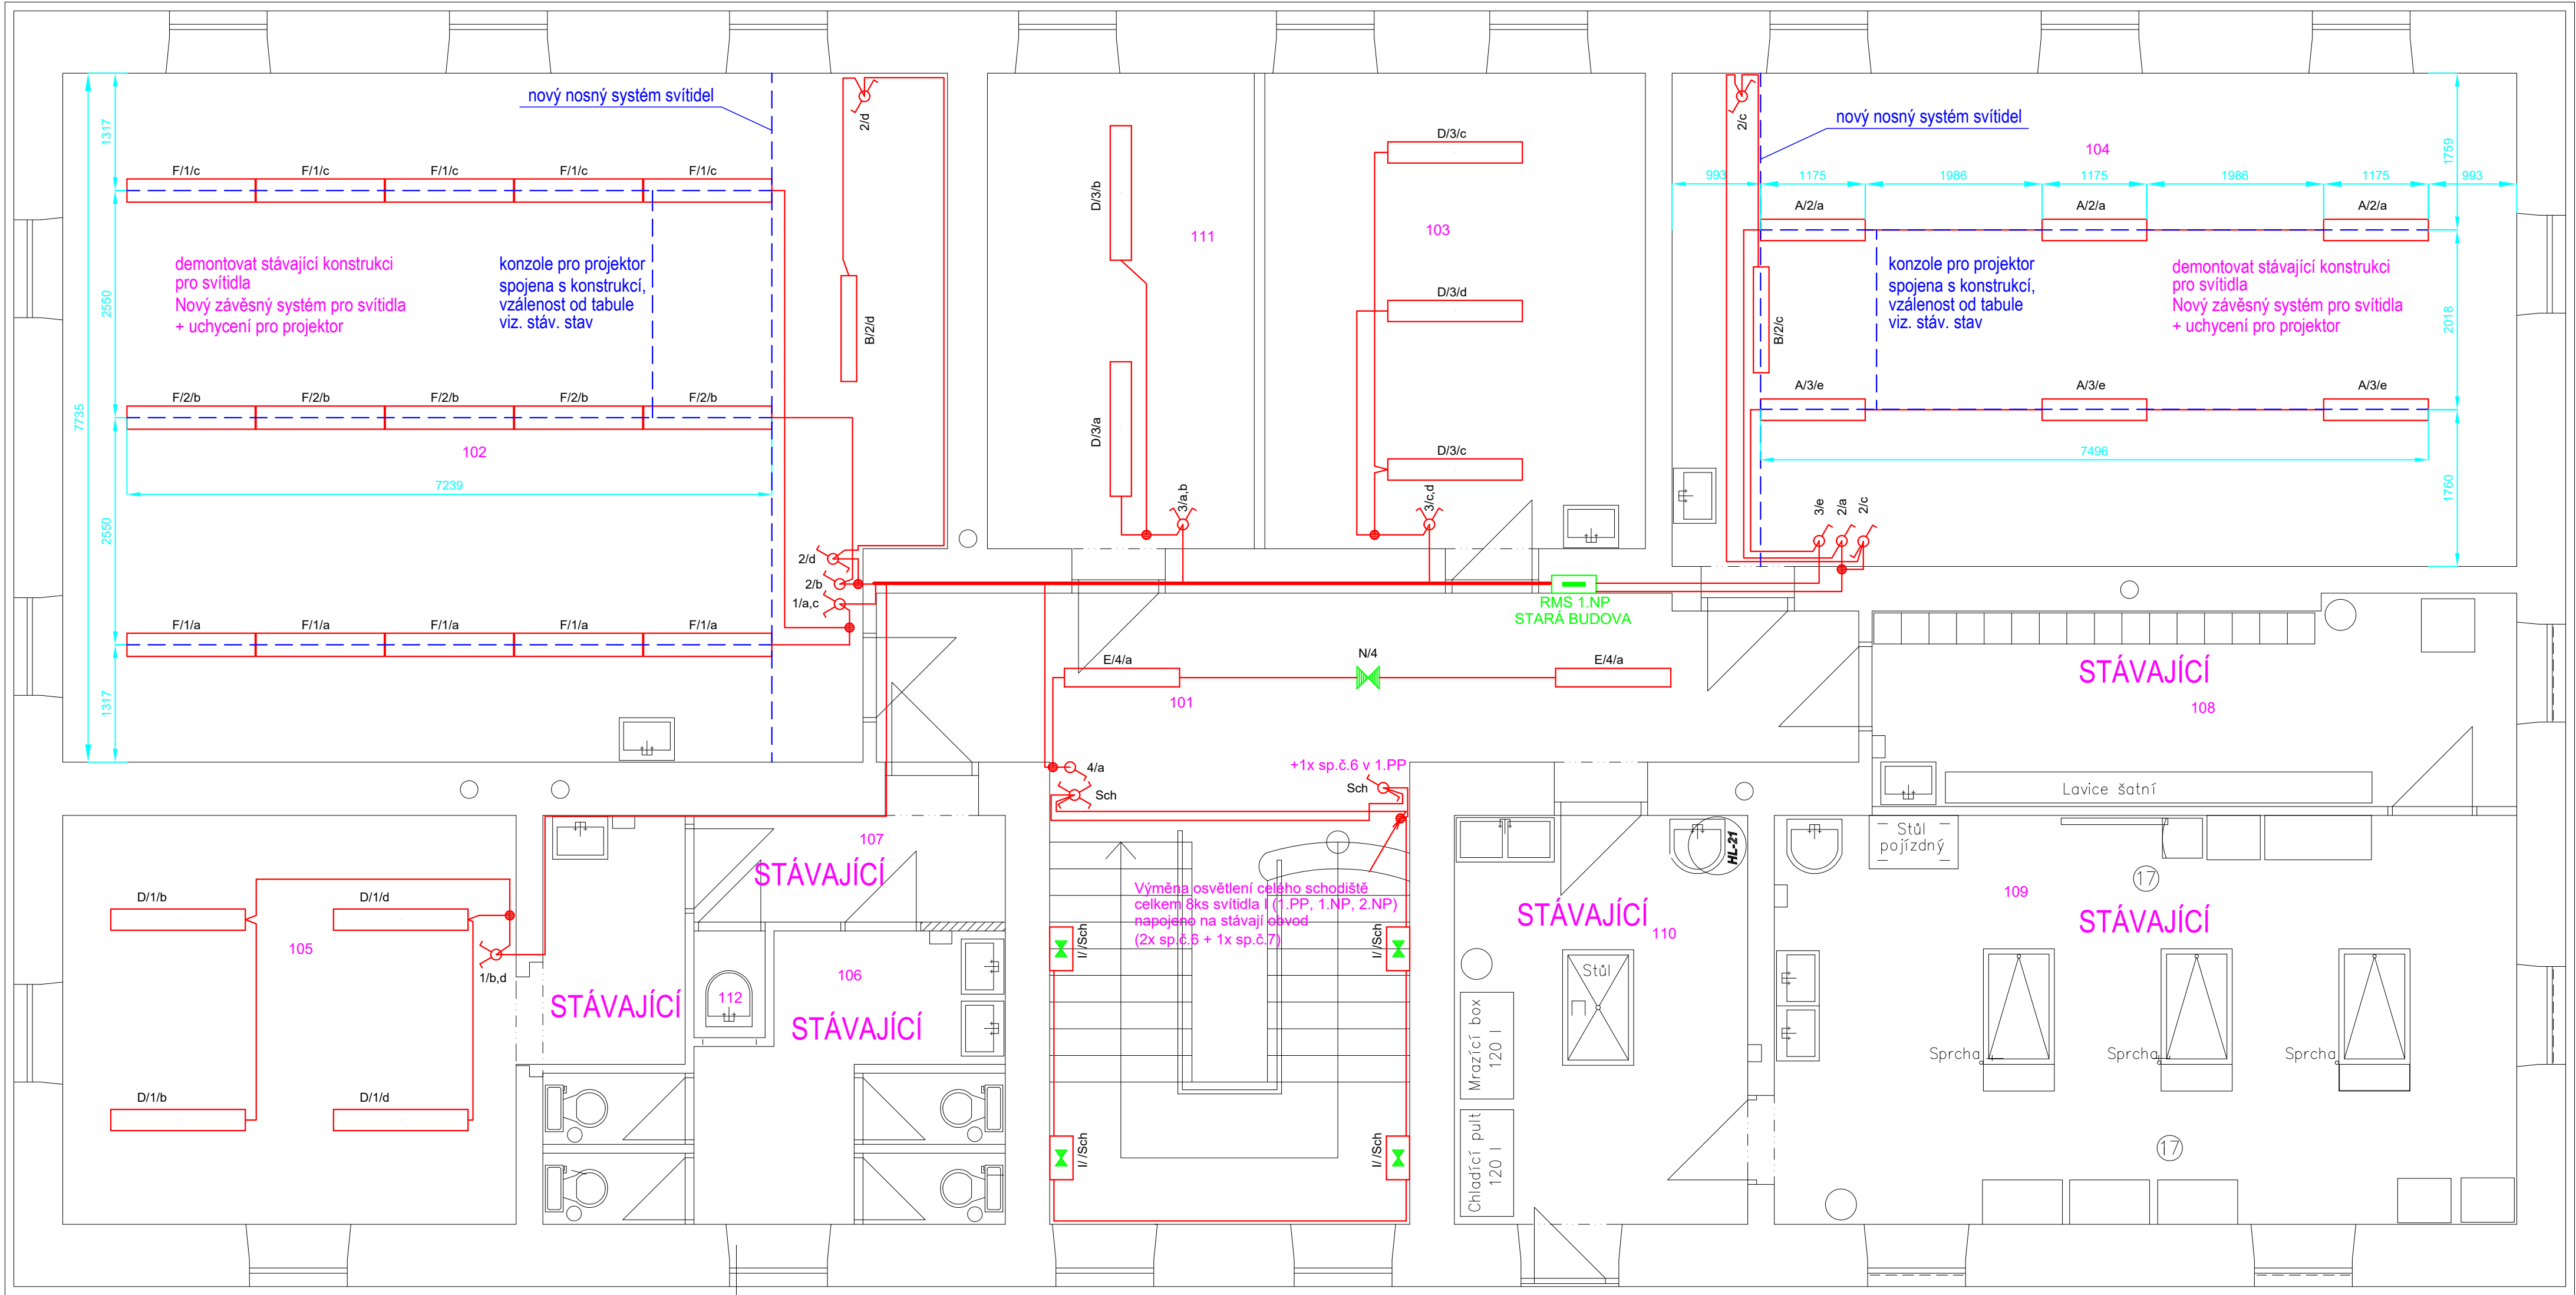 nový nosný systém svítidel
2/d
1317
F/1/c
F/1/c
F/1/c
F/1/c
F/1/c
demontovat stávající konstrukci
pro svítidla
Nový závěsný systém pro svítidla
+ uchycení pro projektor
konzole pro projektor
spojena s konstrukcí,
vzálenost od tabule
viz. stáv. stav
B/2/d
2550
7735
F/2/b
F/2/b
F/2/b
F/2/b
F/2/b
102
7239
2550
2/d
2/b
1/a,c
F/1/a
F/1/a
F/1/a
F/1/a
F/1/a
1317
D/3/b
111
D/3/a
3/a,b
D/3/c
103
D/3/d
D/3/c
3/c,d
2/c
nový nosný systém svítidel
104
1759
993
1175
1986
1175
1986
1175
993
A/2/a
A/2/a
A/2/a
konzole pro projektor
spojena s konstrukcí,
vzálenost od tabule
viz. stáv. stav
demontovat stávající konstrukci
pro svítidla
Nový závěsný systém pro svítidla
+ uchycení pro projektor
B/2/c
2018
A/3/e
A/3/e
A/3/e
7496
1760
3/e
2/a
2/c
RMS 1.NP
STARÁ BUDOVA
E/4/a
N/4
E/4/a
101
4/a
Sch
+1x sp.č.6 v 1.PP
Sch
STÁVAJÍCÍ
108
Lavice šatní
107
STÁVAJÍCÍ
D/1/b
D/1/d
105
1/b,d
D/1/b
D/1/d
STÁVAJÍCÍ
112
106
STÁVAJÍCÍ
Výměna osvětlení celého schodiště
celkem 8ks svítidla I (1.PP, 1.NP, 2.NP)
napojeno na stávají obvod
(2x sp.č.6 + 1x sp.č.7)
I/ /Sch
I/ /Sch
I/ /Sch
I/ /Sch
HL-21
STÁVAJÍCÍ
110
Stůl
Mrazící box
120 l
Chladící pult
120 l
Stůl
pojízdný
17
109
STÁVAJÍCÍ
Sprcha
Sprcha
Sprcha
17